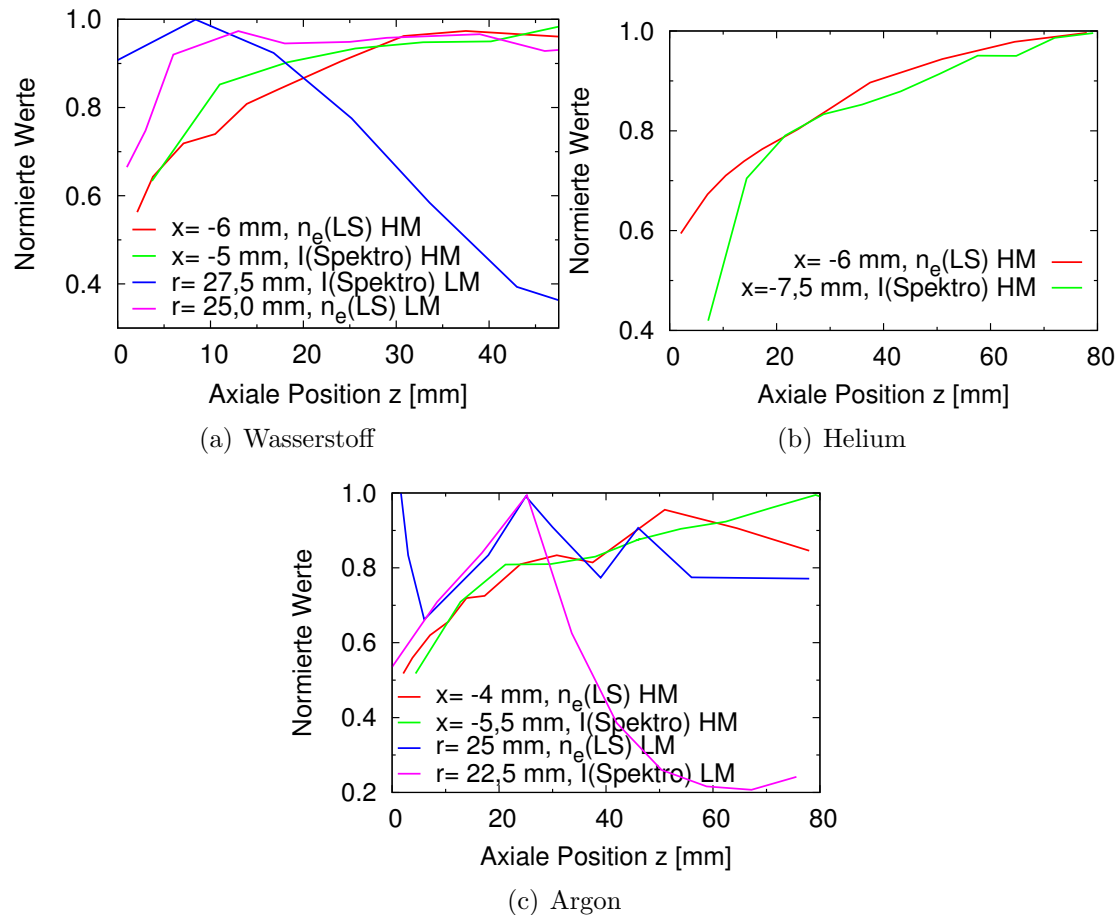 1.0
0.8
0.6
0.4
Normierte Werte
x= -6 mm, n_e(LS) HM
x= -5 mm, I(Spektro) HM
r= 27,5 mm, I(Spektro) LM
r= 25,0 mm, n_e(LS) LM
0 10 20 30 40
Axiale Position z [mm]
(a) Wasserstoff
1.0
0.8
0.6
0.4
Normierte Werte
x= -6 mm, n_e(LS) HM
x=-7,5 mm, I(Spektro) HM
0 20 40 60 80
Axiale Position z [mm]
(b) Helium
1.0
0.8
0.6
0.4
0.2
Normierte Werte
x= -4 mm, n_e(LS) HM
x= -5,5 mm, I(Spektro) HM
r= 25 mm, n_e(LS) LM
r= 22,5 mm, I(Spektro) LM
0 20 40 60 80
Axiale Position z [mm]
(c) Argon